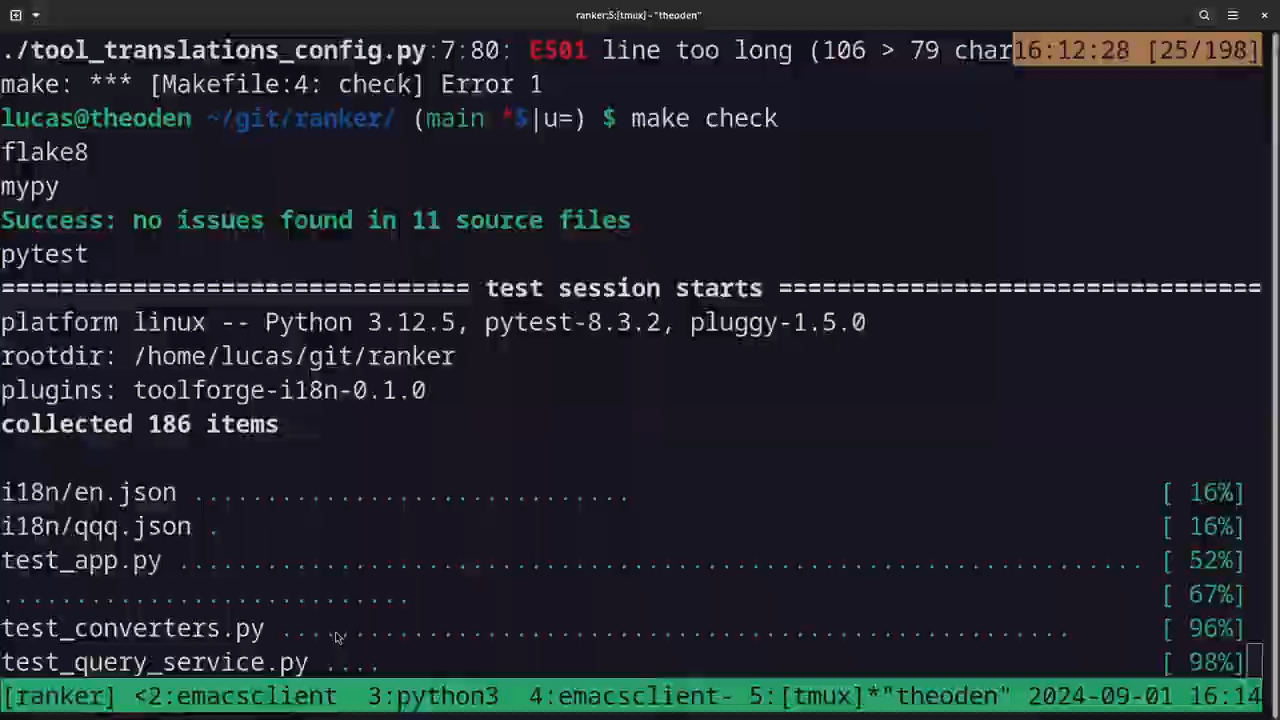 ranker:5:[tmux]-"theoden"
./tool_translations_config.py:7:80: E501 line too long (106 > 79 char16:12:28 [25/198]
make: *** [Makefile:4: check] Error 1
lucas@theoden ~/git/ranker/ (main *$|u=) $ make check
flake8
mypy
Success: no issues found in 11 source files
pytest
================================ test session starts =================================
platform linux -- Python 3.12.5, pytest-8.3.2, pluggy-1.5.0
rootdir: /home/lucas/git/ranker
plugins: toolforge-i18n-0.1.0
collected 186 items
i18n/en.json .............................. [ 16%]
i18n/qqq.json . [ 16%]
test_app.py .................................................................. [ 52%]
............................ [ 67%]
test_converters.py ...................................................... [ 96%]
test_query_service.py .... [ 98%]
[ranker] <2:emacsclient 3:python3 4:emacsclient- 5:[tmux]*"theoden" 2024-09-01 16:14